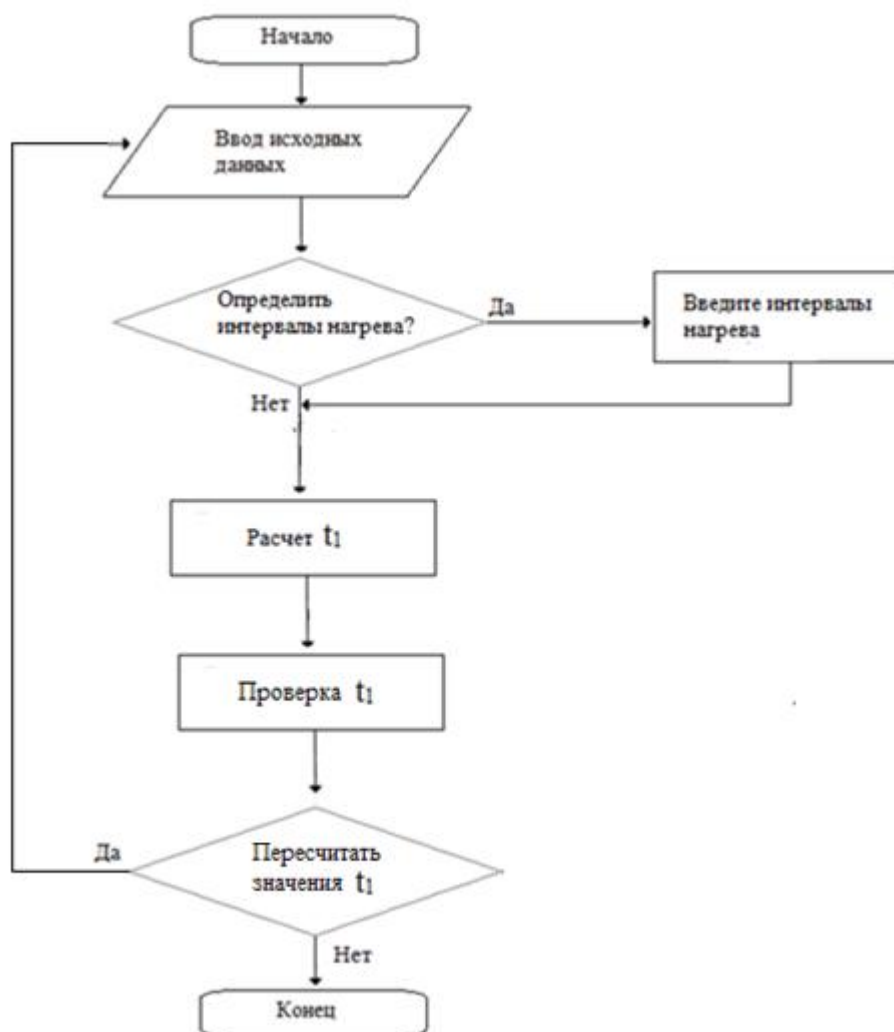 Начало
Ввод исходных
данных
Определить
интервалы нагрева?
Да
Введите интервалы
нагрева
Нет
Расчет t₁
Проверка t₁
Да
Пересчитать
значения t₁
Нет
Конец